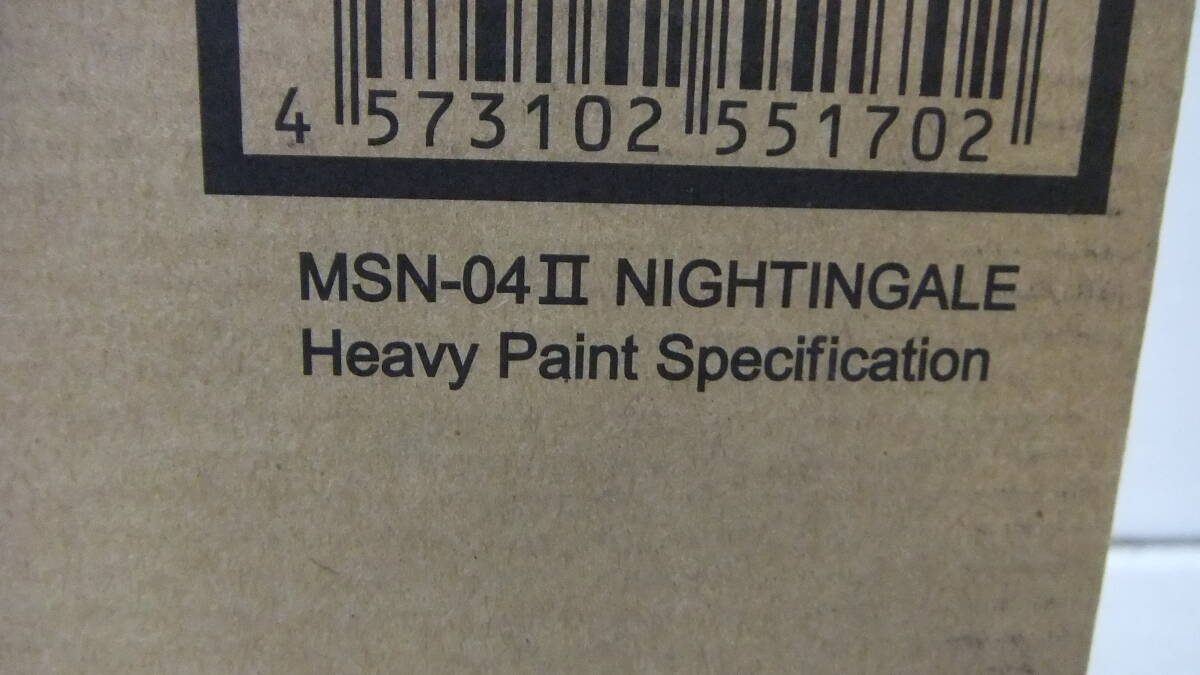 4 573102 551702
MSN-04Ⅱ NIGHTINGALE
Heavy Paint Specification